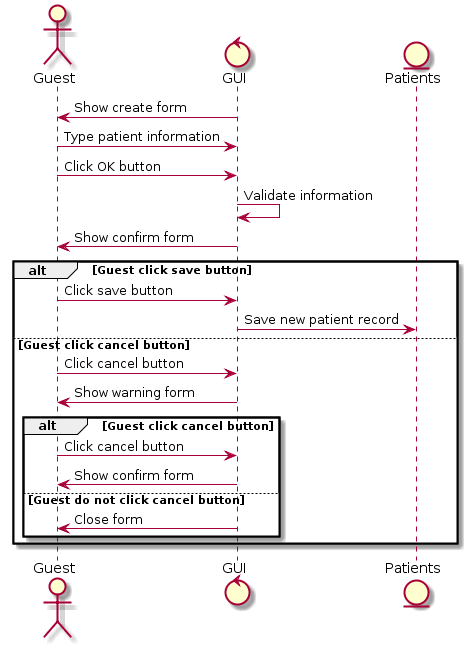 Guest GUI Patients
Show create form
Type patient information
Click OK button
Validate information
Show confirm form
alt [Guest click save button]
Click save button
Save new patient record
[Guest click cancel button]
Click cancel button
Show warning form
alt [Guest click cancel button]
Click cancel button
Show confirm form
[Guest do not click cancel button]
Close form
Guest GUI Patients